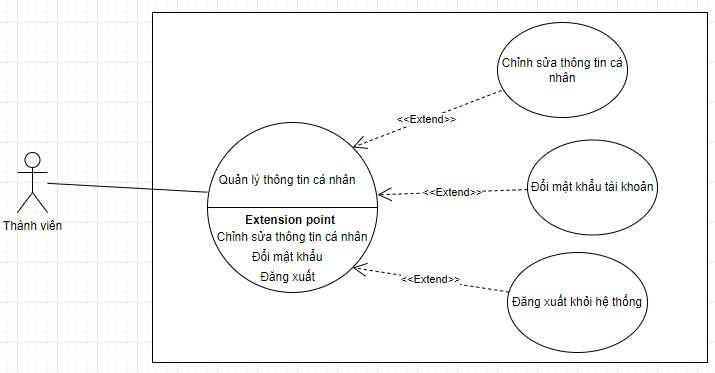 Chỉnh sửa thông tin cá
nhân
<<Extend>>
Quản lý thông tin cá nhân
<<Extend>>
Đổi mật khẩu tài khoản
Thành viên
Extension point
Chỉnh sửa thông tin cá nhân
Đổi mật khẩu
Đăng xuất
<<Extend>>
Đăng xuất khỏi hệ thống